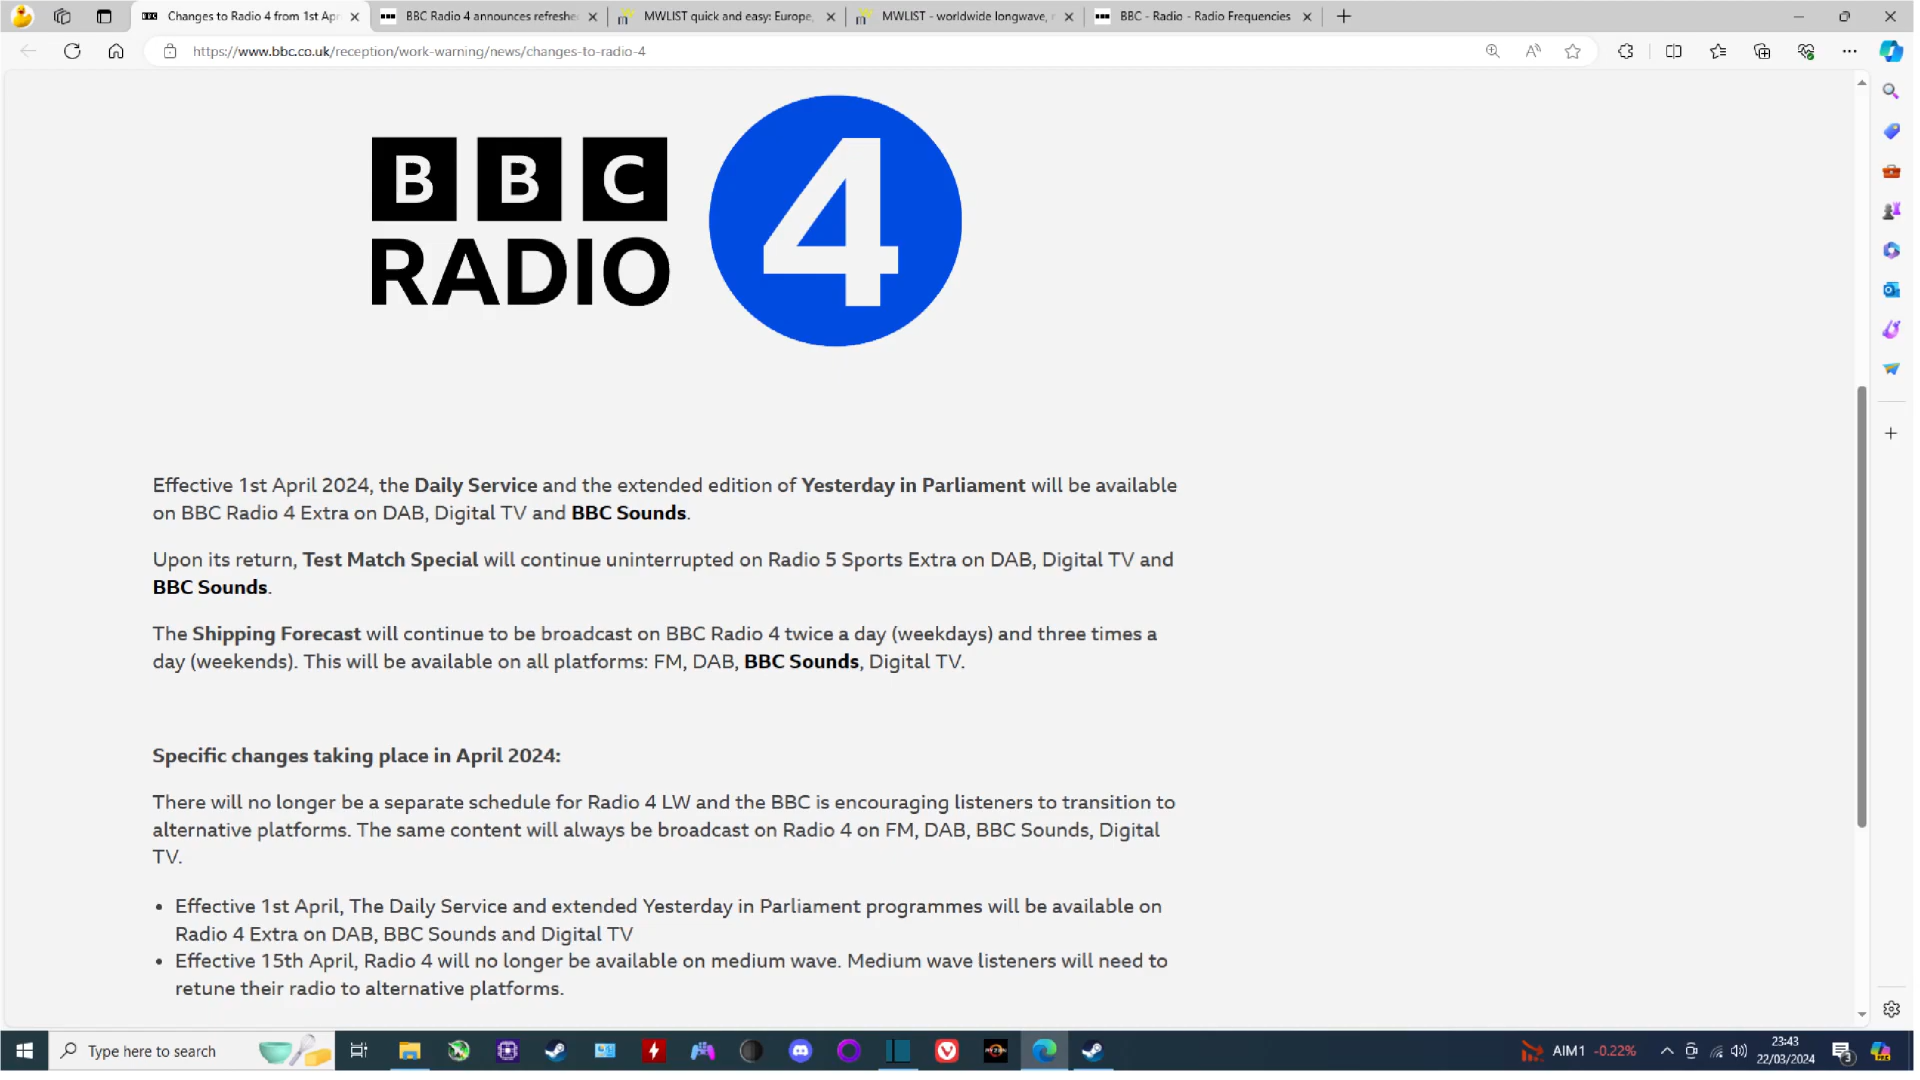 Changes to Radio 4 from 1st Apr
BBC Radio 4 announces refreshe
MWLIST quick and easy: Europe,
MWLIST - worldwide longwave,
BBC - Radio - Radio Frequencies
https://www.bbc.co.uk/reception/work-warning/news/changes-to-radio-4
BBC
RADIO
4
Effective 1st April 2024, the Daily Service and the extended edition of Yesterday in Parliament will be available
on BBC Radio 4 Extra on DAB, Digital TV and BBC Sounds.
Upon its return, Test Match Special will continue uninterrupted on Radio 5 Sports Extra on DAB, Digital TV and
BBC Sounds.
The Shipping Forecast will continue to be broadcast on BBC Radio 4 twice a day (weekdays) and three times a
day (weekends). This will be available on all platforms: FM, DAB, BBC Sounds, Digital TV.
Specific changes taking place in April 2024:
There will no longer be a separate schedule for Radio 4 LW and the BBC is encouraging listeners to transition to
alternative platforms. The same content will always be broadcast on Radio 4 on FM, DAB, BBC Sounds, Digital
TV.
• Effective 1st April, The Daily Service and extended Yesterday in Parliament programmes will be available on
Radio 4 Extra on DAB, BBC Sounds and Digital TV
• Effective 15th April, Radio 4 will no longer be available on medium wave. Medium wave listeners will need to
retune their radio to alternative platforms.
Type here to search
AIM1 -0.22%
23:43
22/03/2024
3